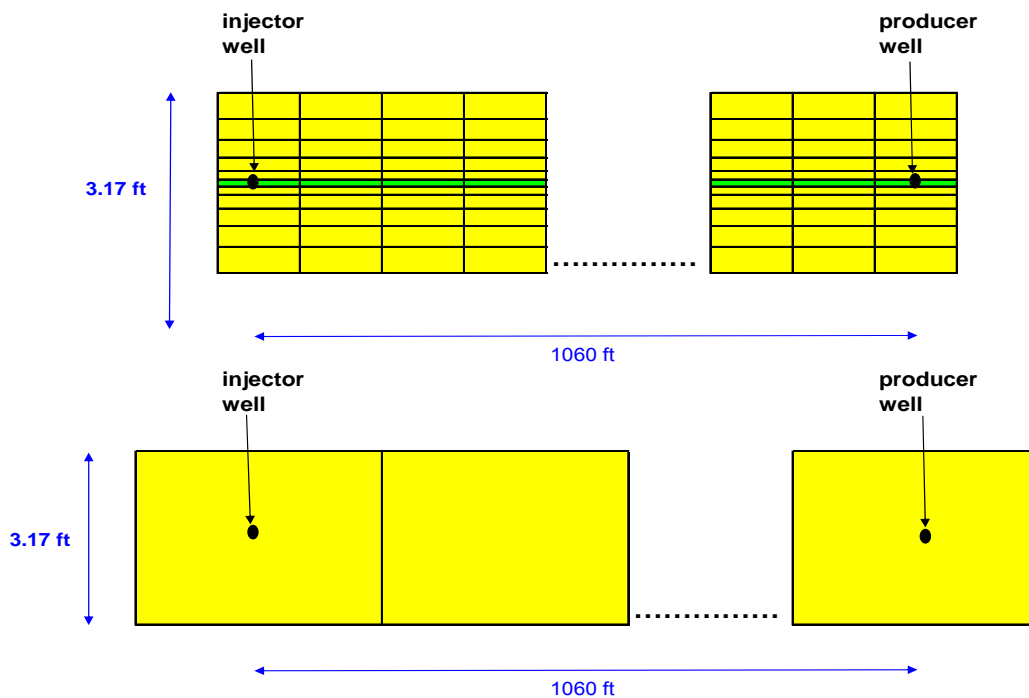 injector
well
producer
well
3.17 ft
1060 ft
injector
well
producer
well
3.17 ft
1060 ft